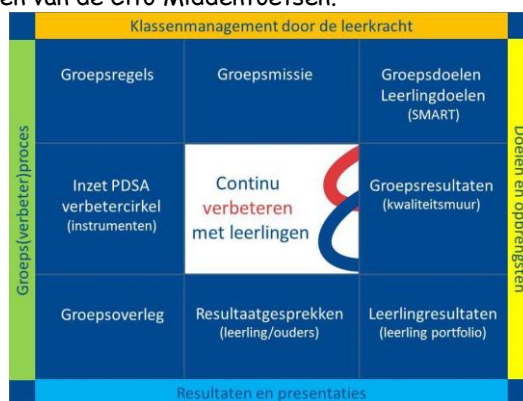 en van de Cito Middentoetsen.
Klassenmanagement door de leerkracht
Groeps(verbeter)proces
Groepsregels
Groepsmissie
Groepsdoelen
Leerlingdoelen
(SMART)
Inzet PDSA
verbetercirkel
(instrumenten)
Continu
verbeteren
met leerlingen
Groepsresultaten
(kwaliteitsmuur)
Groepsoverleg
Resultaatgesprekken
(leerling/ouders)
Leerlingresultaten
(leerling portfolio)
Doelen en opbrengsten
Resultaten en presentaties